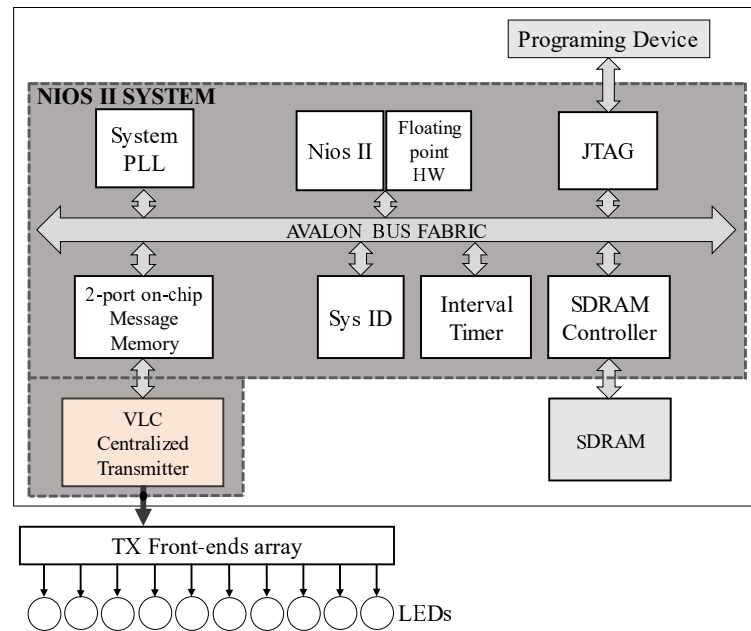 Programing Device
NIOS II SYSTEM
System
PLL
Nios II
Floating
point
HW
JTAG
AVALON BUS FABRIC
2-port on-chip
Message
Memory
Sys ID
Interval
Timer
SDRAM
Controller
VLC
Centralized
Transmitter
SDRAM
TX Front-ends array
LEDs